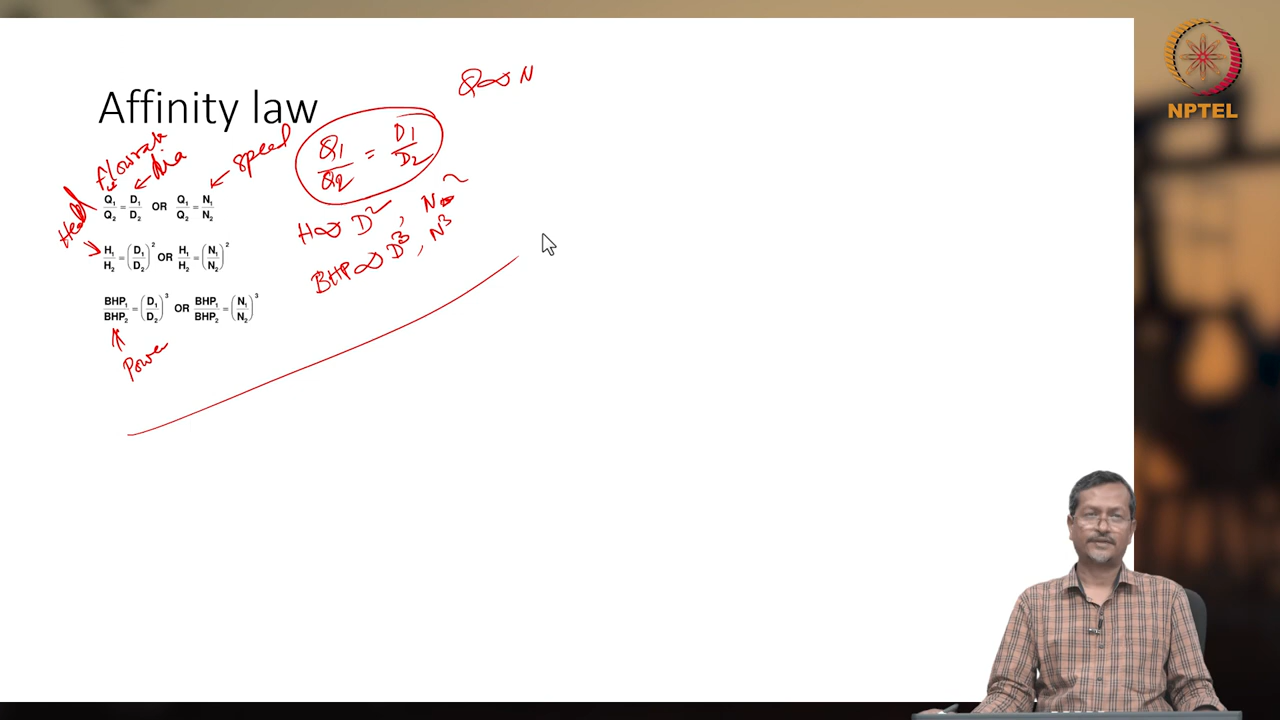 NPTEL
Affinity law
Q ∝ N
flowrate
Dia
speed
Q1/Q2 = D1/D2
Head
Q1/Q2 = D1/D2 OR Q1/Q2 = N1/N2
H ∝ D², N²
H1/H2 = (D1/D2)² OR H1/H2 = (N1/N2)²
BHP ∝ D³, N³
BHP1/BHP2 = (D1/D2)³ OR BHP1/BHP2 = (N1/N2)³
Power